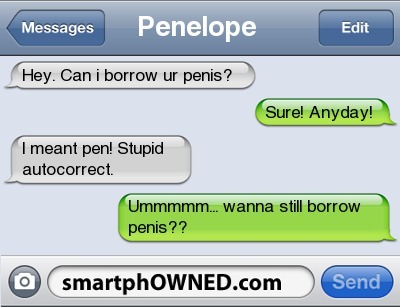 Messages
Penelope
Edit
Hey. Can i borrow ur penis?
Sure! Anyday!
I meant pen! Stupid
autocorrect.
Ummmmm... wanna still borrow
penis??
smartphOWNED.com
Send